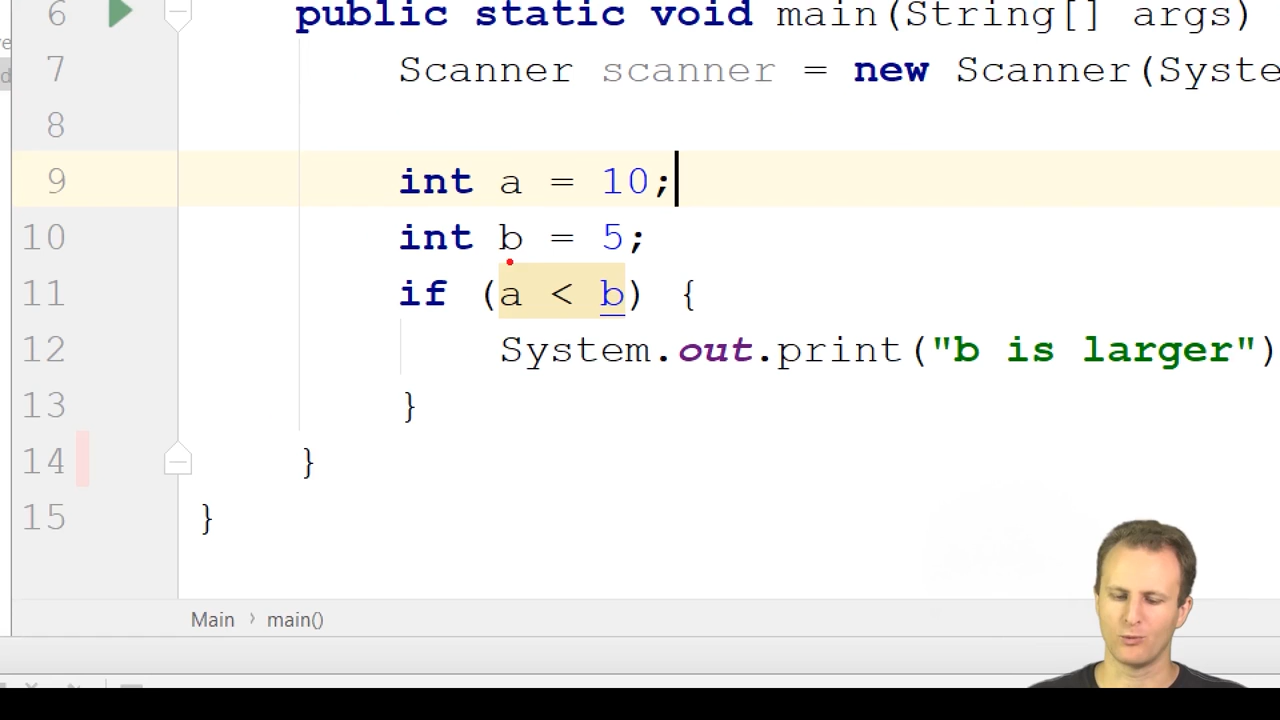 6 public static void main(String[] args)
7 Scanner scanner = new Scanner(Syste
8
9 int a = 10;
10 int b = 5;
11 if (a < b) {
12 System.out.print("b is larger")
13 }
14 }
15 }
Main › main()